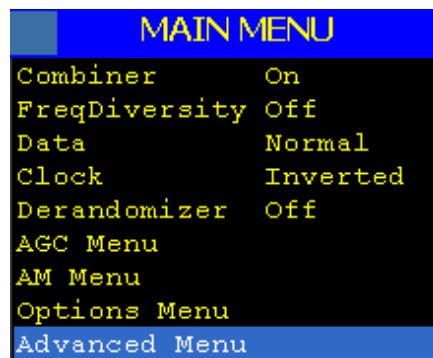 MAIN MENU
Combiner On
FreqDiversity Off
Data Normal
Clock Inverted
Derandomizer Off
AGC Menu
AM Menu
Options Menu
Advanced Menu